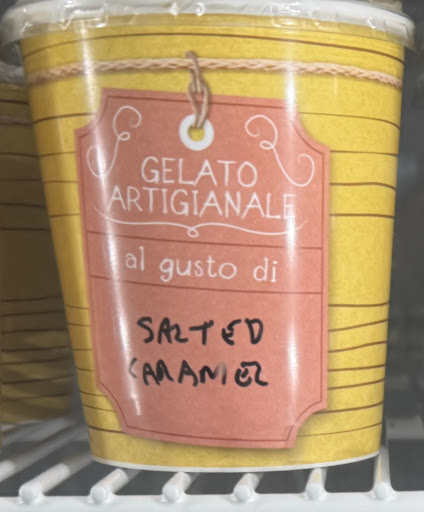 GELATO
ARTIGIANALE
al gusto di
SALTED
CARAMEL